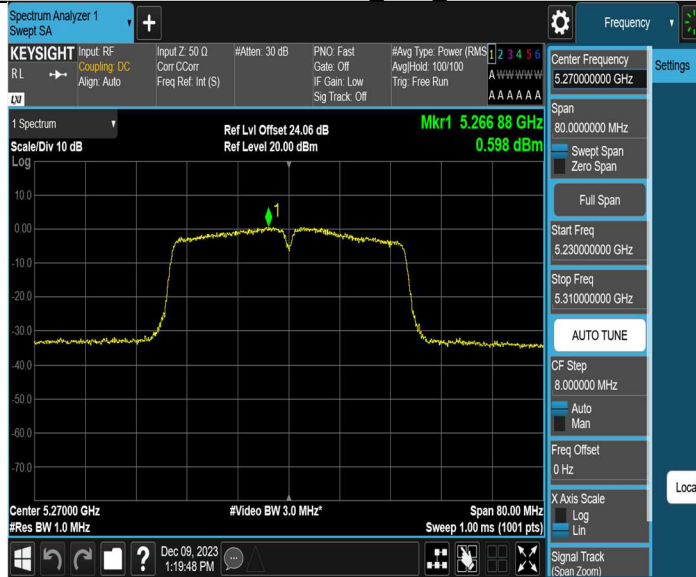 Spectrum Analyzer 1
Swept SA
Frequency
KEYSIGHT
RL
LXI
Input: RF
Coupling: DC
Align: Auto
Input Z: 50 Ω
Corr CCorr
Freq Ref: Int (S)
#Atten: 30 dB
PNO: Fast
Gate: Off
IF Gain: Low
Sig Track: Off
#Avg Type: Power (RMS
Avg|Hold: 100/100
Trig: Free Run
1 2 3 4 5 6
A W W W W W
A A A A A A
1 Spectrum
Scale/Div 10 dB
Log
Ref Lvl Offset 24.06 dB
Ref Level 20.00 dBm
Mkr1 5.266 88 GHz
0.598 dBm
1
10.0
0.00
-10.0
-20.0
-30.0
-40.0
-50.0
-60.0
-70.0
Center 5.27000 GHz
#Res BW 1.0 MHz
#Video BW 3.0 MHz*
Span 80.00 MHz
Sweep 1.00 ms (1001 pts)
Dec 09, 2023
1:19:48 PM
Center Frequency
5.270000000 GHz
Settings
Span
80.0000000 MHz
Swept Span
Zero Span
Full Span
Start Freq
5.230000000 GHz
Stop Freq
5.310000000 GHz
AUTO TUNE
CF Step
8.000000 MHz
Auto
Man
Freq Offset
0 Hz
Loca
X Axis Scale
Log
Lin
Signal Track
(Span Zoom)